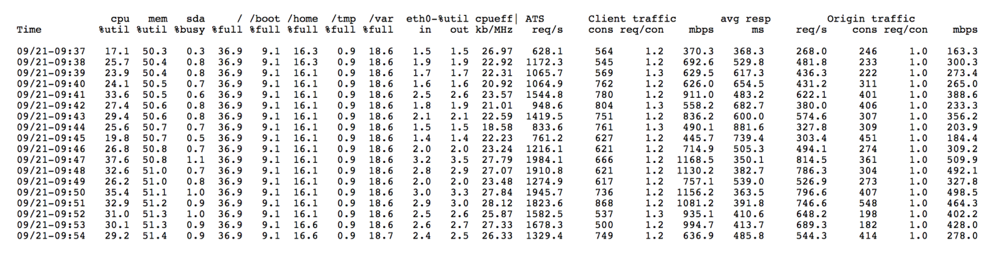 cpu mem sda / /boot /home /tmp /var eth0-%util cpueff| ATS Client traffic avg resp Origin traffic
Time %util %util %busy %full %full %full %full %full in out kb/MHz req/s cons req/con mbps ms req/s cons req/con mbps
09/21-09:37 17.1 50.3 0.3 36.9 9.1 16.3 0.9 18.6 1.5 1.5 26.97 628.1 564 1.2 370.3 368.3 268.0 246 1.0 163.3
09/21-09:38 25.7 50.4 0.8 36.9 9.1 16.3 0.9 18.6 1.9 1.9 22.92 1172.3 545 1.2 692.6 529.8 481.8 233 1.0 300.3
09/21-09:39 23.9 50.4 0.8 36.9 9.1 16.1 0.9 18.6 1.7 1.7 22.31 1065.7 569 1.3 629.5 617.3 436.3 222 1.0 273.4
09/21-09:40 24.1 50.5 0.7 36.9 9.1 16.1 0.9 18.6 1.6 1.6 20.92 1064.9 762 1.2 626.0 654.5 431.2 311 1.0 265.0
09/21-09:41 33.6 50.5 0.6 36.9 9.1 16.1 0.9 18.6 2.5 2.6 23.57 1544.8 780 1.2 911.0 483.2 622.1 401 1.0 388.6
09/21-09:42 27.4 50.6 0.8 36.9 9.1 16.1 0.9 18.6 1.8 1.9 21.01 948.6 804 1.3 558.2 682.7 380.0 406 1.0 233.3
09/21-09:43 29.4 50.6 0.8 36.9 9.1 16.1 0.9 18.6 2.1 2.1 22.59 1419.5 751 1.2 836.2 600.0 574.6 307 1.0 356.2
09/21-09:44 25.6 50.7 0.7 36.9 9.1 16.1 0.9 18.6 1.5 1.5 18.58 833.6 761 1.3 490.1 881.6 327.8 309 1.0 203.9
09/21-09:45 19.8 50.7 0.5 36.9 9.1 16.1 0.9 18.6 1.4 1.4 22.23 761.2 627 1.2 445.7 739.4 303.4 451 1.0 184.4
09/21-09:46 26.8 50.8 0.7 36.9 9.1 16.1 0.9 18.6 2.0 2.0 23.24 1216.1 621 1.2 714.9 505.3 494.1 274 1.0 309.2
09/21-09:47 37.6 50.8 1.1 36.9 9.1 16.1 0.9 18.6 3.2 3.5 27.79 1984.1 666 1.2 1168.5 350.1 814.5 361 1.0 509.9
09/21-09:48 32.6 51.0 0.7 36.9 9.1 16.1 0.9 18.6 2.8 2.9 27.07 1910.8 621 1.2 1130.2 382.7 786.3 304 1.0 492.1
09/21-09:49 26.2 51.0 0.8 36.9 9.1 16.1 0.9 18.6 2.0 2.0 23.48 1274.9 617 1.2 757.1 539.0 526.9 273 1.0 327.8
09/21-09:50 35.4 51.1 1.0 36.9 9.1 16.1 0.9 18.6 3.0 3.3 27.84 1945.7 736 1.2 1156.2 363.5 796.6 407 1.0 498.5
09/21-09:51 32.9 51.2 0.9 36.9 9.1 16.1 0.9 18.6 2.9 3.0 28.12 1823.6 868 1.2 1081.2 391.8 746.6 548 1.0 464.3
09/21-09:52 31.0 51.3 1.0 36.9 9.1 16.1 0.9 18.6 2.5 2.6 25.87 1582.5 537 1.3 935.1 410.6 648.2 198 1.0 402.2
09/21-09:53 30.1 51.3 0.9 36.9 9.1 16.6 0.9 18.6 2.6 2.7 27.33 1678.3 500 1.2 994.7 413.7 689.3 182 1.0 428.0
09/21-09:54 29.2 51.4 0.9 36.9 9.1 16.6 0.9 18.7 2.4 2.5 26.33 1329.4 749 1.2 636.9 485.8 544.3 414 1.0 278.0